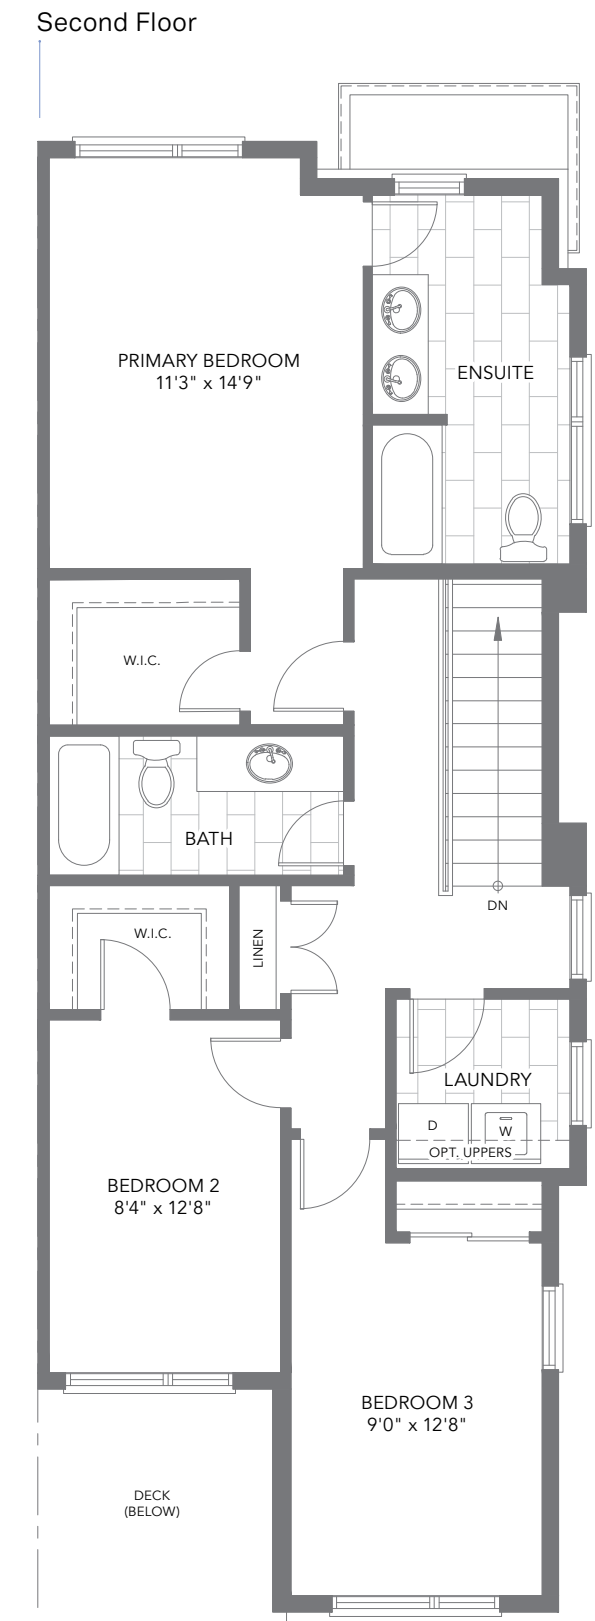 Second Floor
PRIMARY BEDROOM
11'3" x 14'9"
ENSUITE
W.I.C.
BATH
DN
W.I.C.
LINEN
LAUNDRY
D
W
OPT. UPPERS
BEDROOM 2
8'4" x 12'8"
BEDROOM 3
9'0" x 12'8"
DECK
(BELOW)